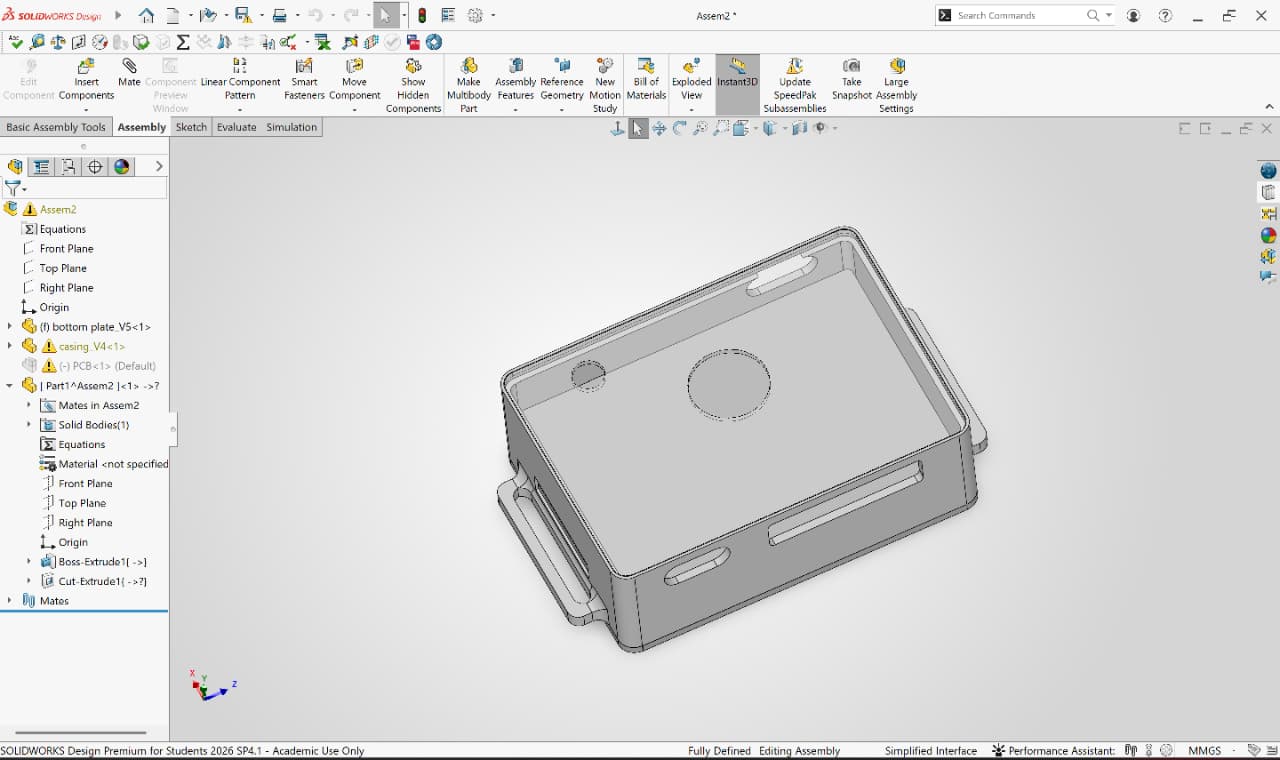 SOLIDWORKS Design
Assem2 *
Search Commands
Edit Component
Insert Components
Mate
Component Preview Window
Linear Component Pattern
Smart Fasteners
Move Component
Show Hidden Components
Make Multibody Part
Assembly Features
Reference Geometry
New Motion Study
Bill of Materials
Exploded View
Instant3D
Update SpeedPak Subassemblies
Take Snapshot
Large Assembly Settings
Basic Assembly Tools
Assembly
Sketch
Evaluate
Simulation
Assem2
Equations
Front Plane
Top Plane
Right Plane
Origin
(f) bottom plate_V5<1>
casing_V4<1>
(-) PCB<1> (Default)
[ Part1^Assem2 ]<1> ->?
Mates in Assem2
Solid Bodies(1)
Equations
Material <not specified
Front Plane
Top Plane
Right Plane
Origin
Boss-Extrude1{ ->}
Cut-Extrude1{ ->?}
Mates
X
Y
Z
SOLIDWORKS Design Premium for Students 2026 SP4.1 - Academic Use Only
Fully Defined
Editing Assembly
Simplified Interface
Performance Assistant:
MMGS